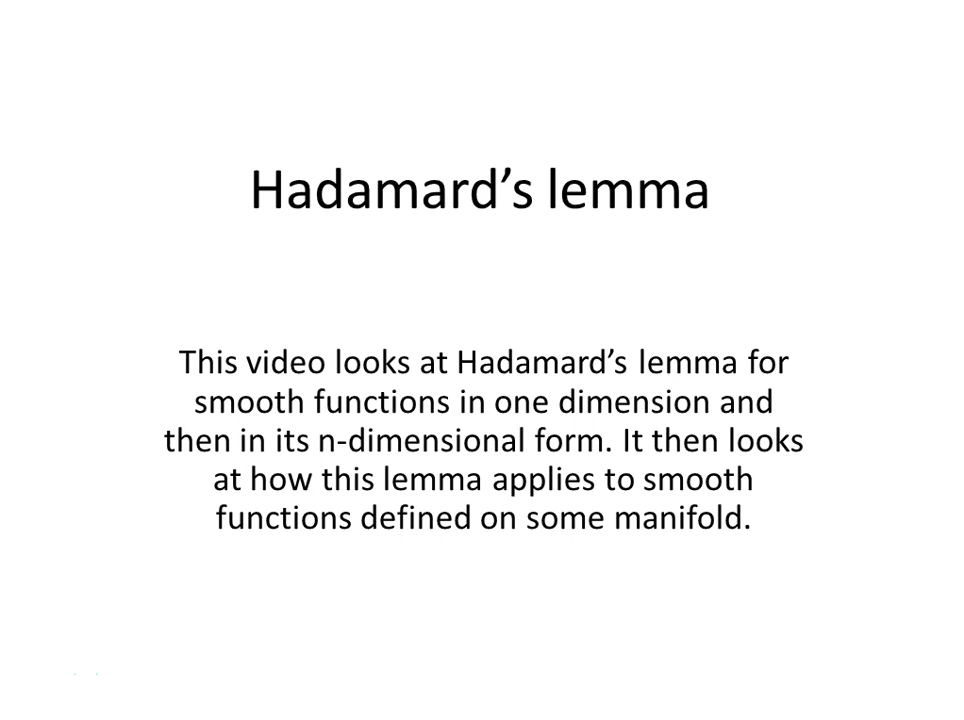 Hadamard’s lemma
This video looks at Hadamard’s lemma for
smooth functions in one dimension and
then in its n-dimensional form. It then looks
at how this lemma applies to smooth
functions defined on some manifold.